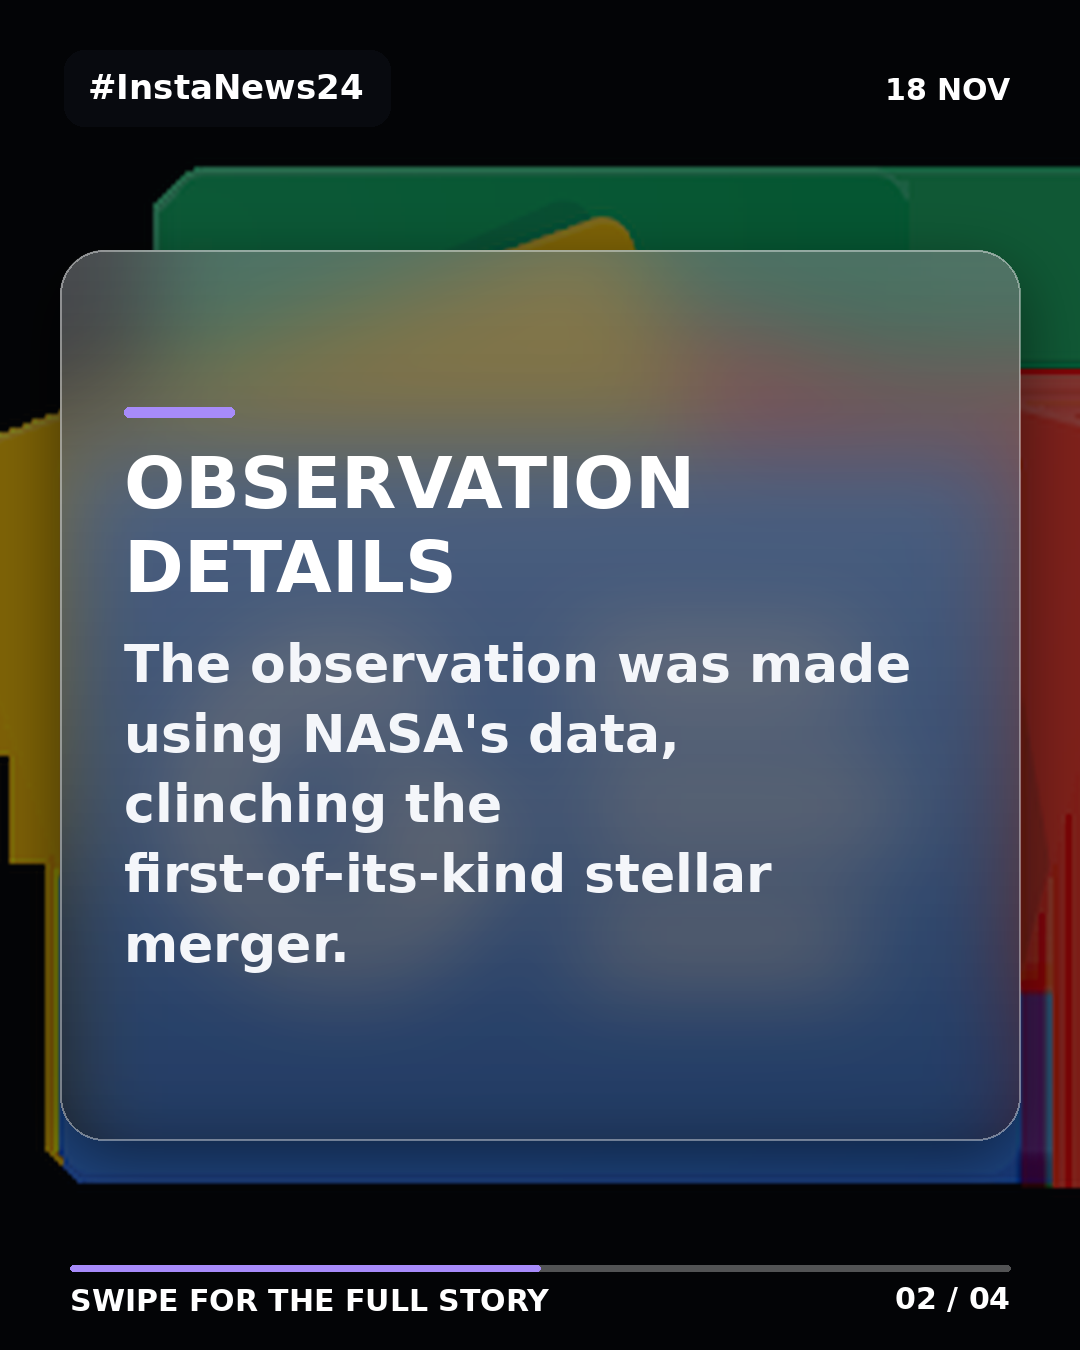 #InstaNews24
18 NOV
OBSERVATION
DETAILS
The observation was made
using NASA's data,
clinching the
first-of-its-kind stellar
merger.
SWIPE FOR THE FULL STORY
02 / 04